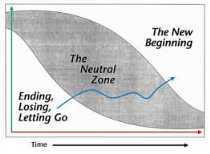 The New
Beginning
The
Neutral
Zone
Ending,
Losing,
Letting Go
Time